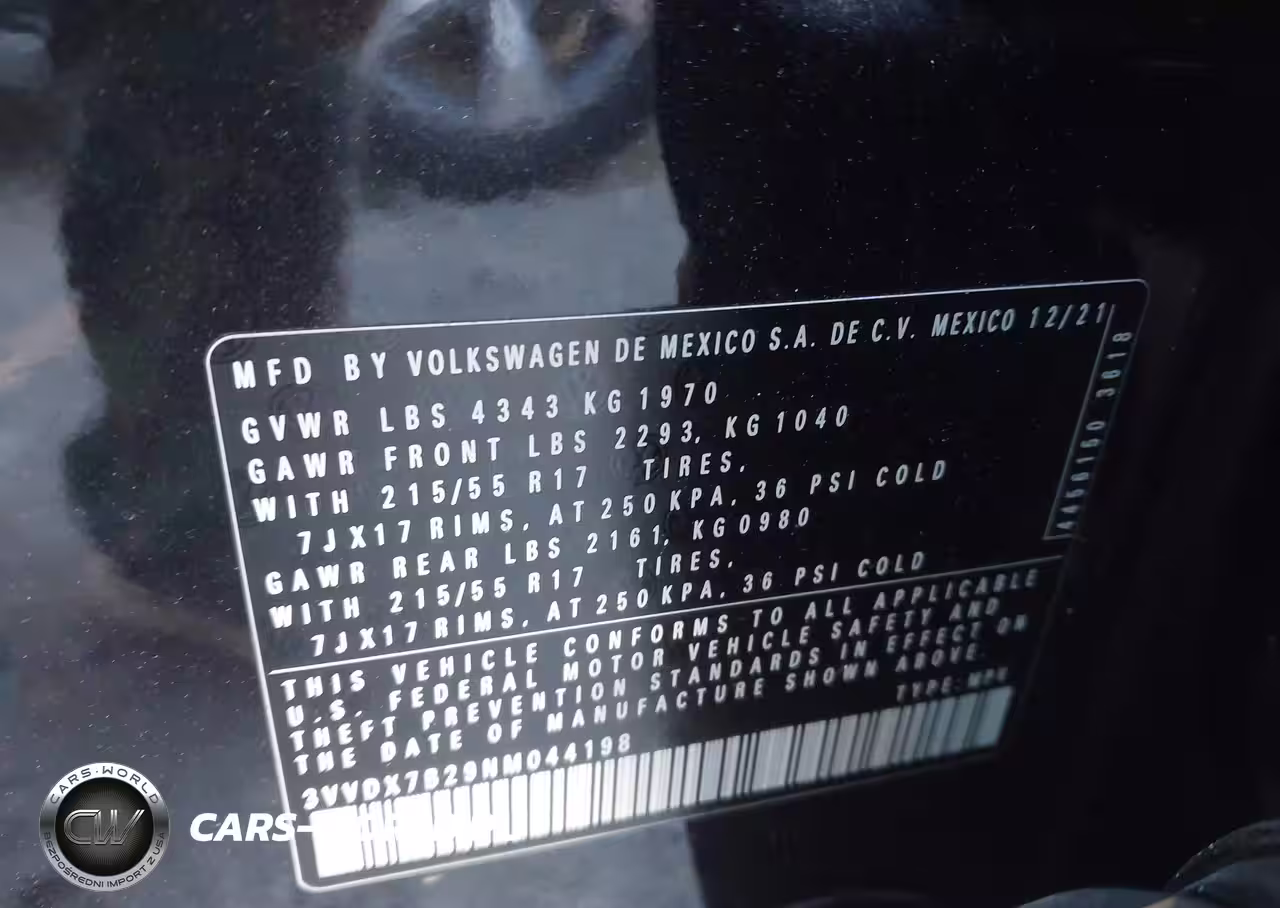 MFD BY VOLKSWAGEN DE MEXICO S.A. DE C.V. MEXICO 12/21
GVWR LBS 4343 KG 1970
GAWR FRONT LBS 2293, KG 1040
WITH 215/55 R17 TIRES,
7JX17 RIMS, AT 250 KPA, 36 PSI COLD
GAWR REAR LBS 2161, KG 0980
WITH 215/55 R17 TIRES,
7JX17 RIMS, AT 250 KPA, 36 PSI COLD
THIS VEHICLE CONFORMS TO ALL APPLICABLE
U.S. FEDERAL MOTOR VEHICLE SAFETY AND
THEFT PREVENTION STANDARDS IN EFFECT ON
THE DATE OF MANUFACTURE SHOWN ABOVE.
TYPE: MPV
3VVDX7B29NM044198
CARS-WORLD
CW
BEZPOŚREDNI IMPORT Z USA
CARS-